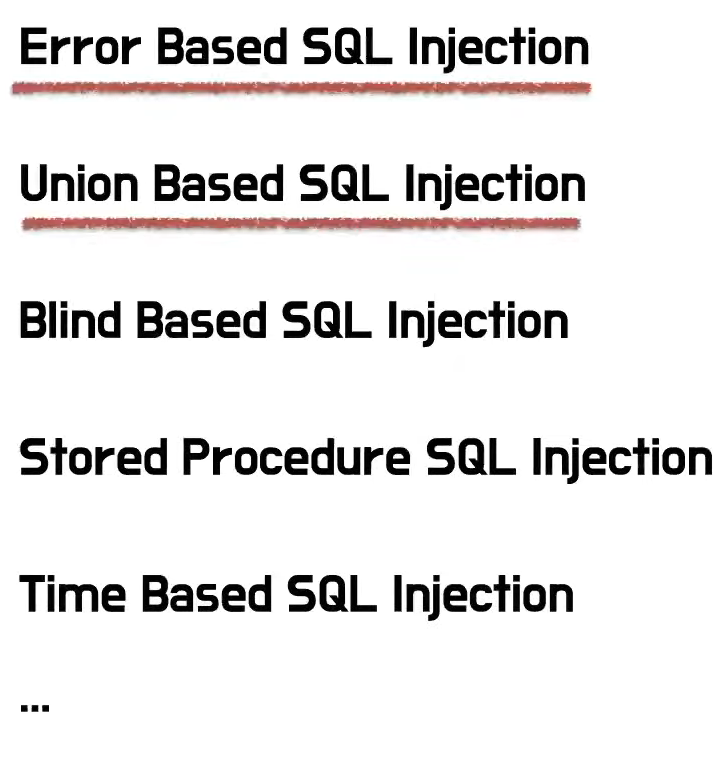 Error Based SQL Injection
Union Based SQL Injection
Blind Based SQL Injection
Stored Procedure SQL Injection
Time Based SQL Injection
...